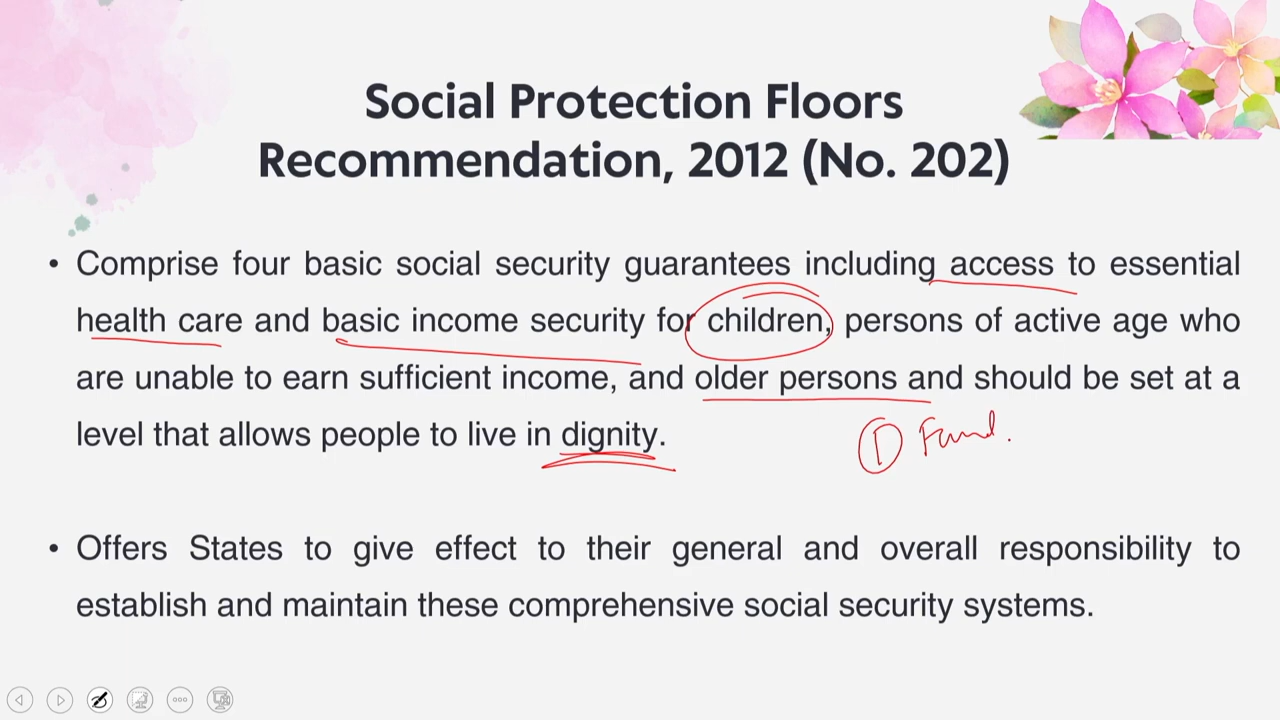 Social Protection Floors
Recommendation, 2012 (No. 202)
• Comprise four basic social security guarantees including access to essential
health care and basic income security for children, persons of active age who
are unable to earn sufficient income, and older persons and should be set at a
level that allows people to live in dignity.
① Fund.
• Offers States to give effect to their general and overall responsibility to
establish and maintain these comprehensive social security systems.